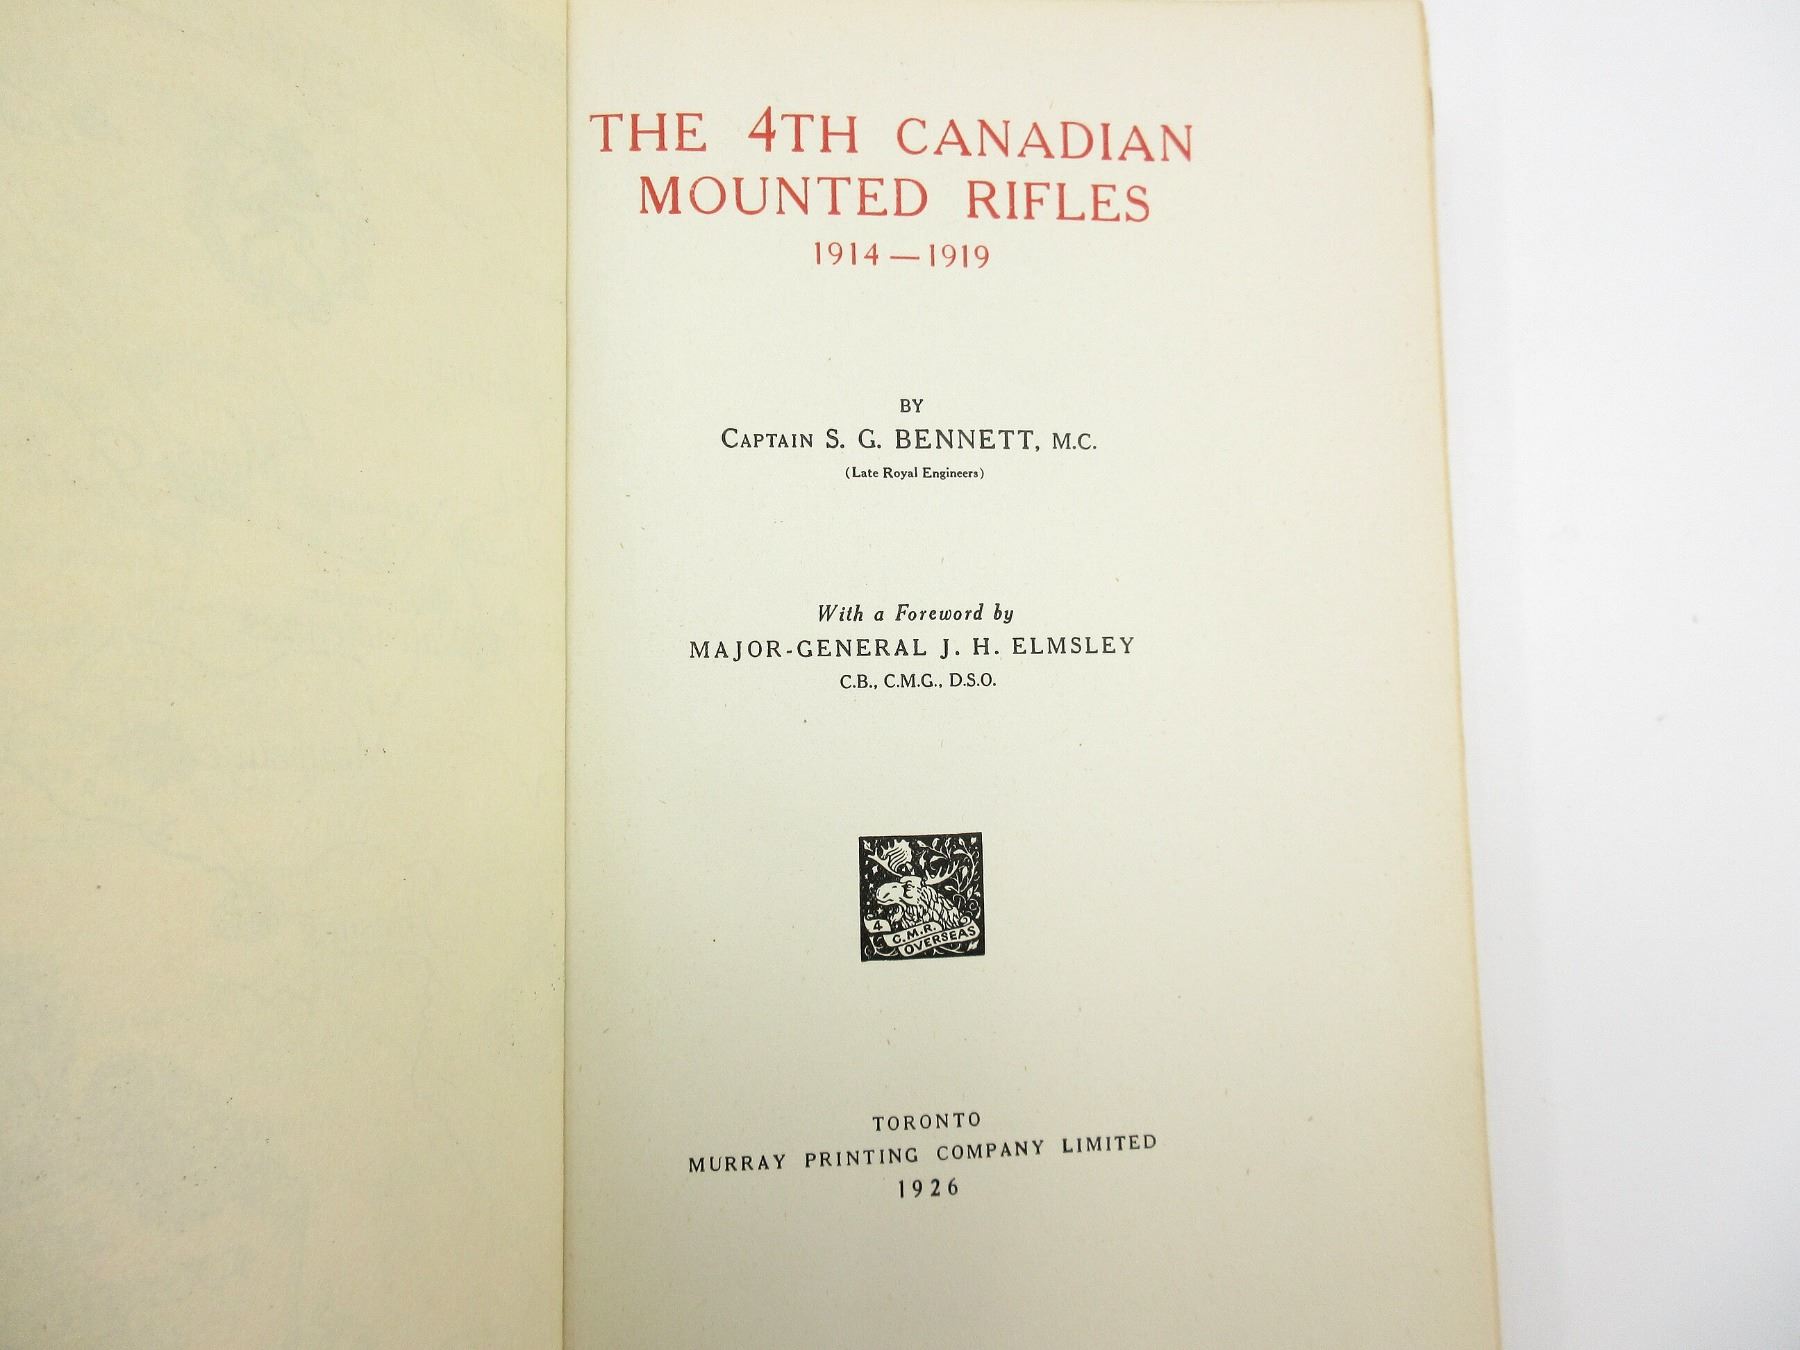 THE 4TH CANADIAN
MOUNTED RIFLES
1914—1919
BY
CAPTAIN S. G. BENNETT, M.C.
(Late Royal Engineers)
With a Foreword by
MAJOR-GENERAL J. H. ELMSLEY
C.B., C.M.G., D.S.O.
4
C.M.R.
OVERSEAS
TORONTO
MURRAY PRINTING COMPANY LIMITED
1926